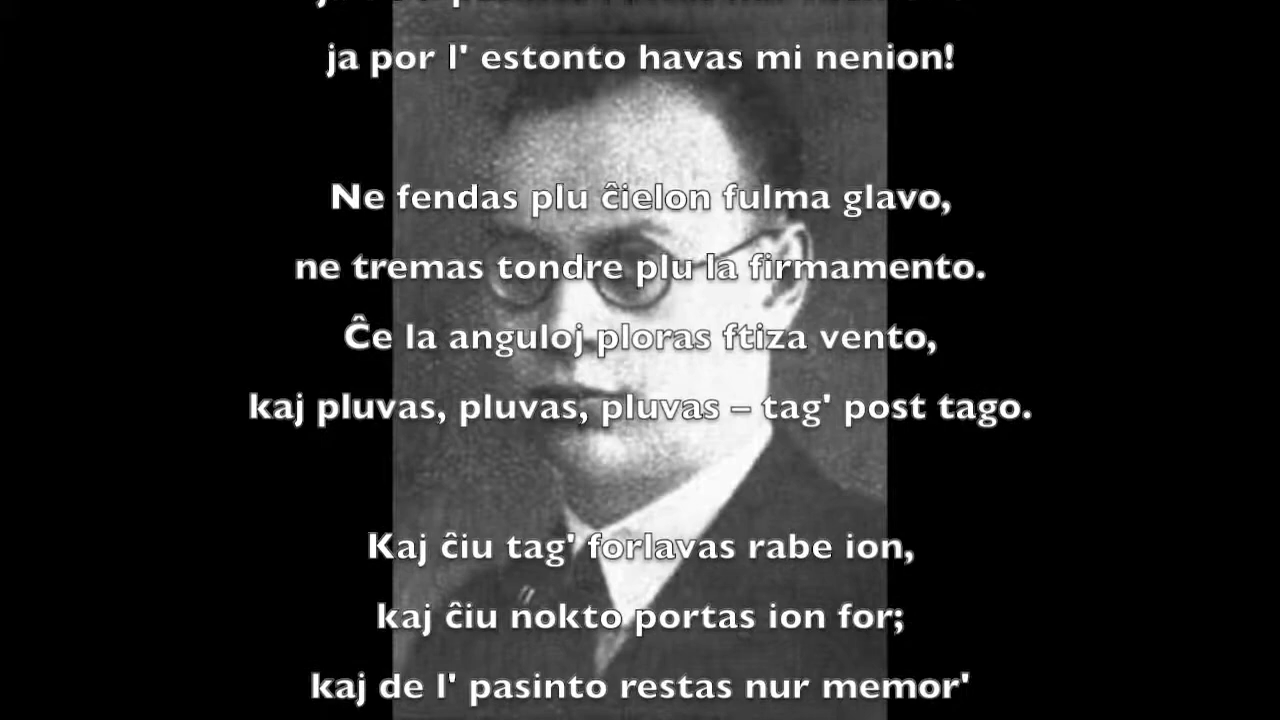 ja por l' estonto havas mi nenion!
Ne fendas plu ĉielon fulma glavo,
ne tremas tondre plu la firmamento.
Ĉe la anguloj ploras ftiza vento,
kaj pluvas, pluvas, pluvas – tag' post tago.
Kaj ĉiu tag' forlavas rabe ion,
kaj ĉiu nokto portas ion for;
kaj de l' pasinto restas nur memor'